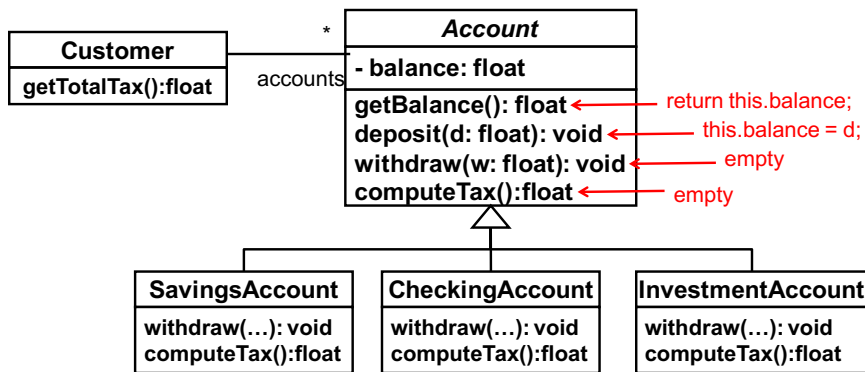 Customer
getTotalTax():float
*
accounts
Account
- balance: float
getBalance(): float
return this.balance;
deposit(d: float): void
this.balance = d;
withdraw(w: float): void
empty
computeTax():float
empty
SavingsAccount
withdraw(…): void
computeTax():float
CheckingAccount
withdraw(…): void
computeTax():float
InvestmentAccount
withdraw(…): void
computeTax():float